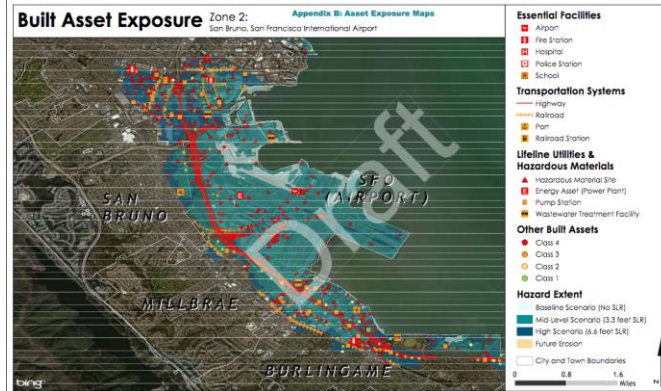 Built Asset Exposure
Zone 2:
Appendix B: Asset Exposure Maps
San Bruno, San Francisco International Airport
SAN
BRUNO
SFO
(AIRPORT)
MILLBRAE
BURLINGAME
Draft
bing
Essential Facilities
Airport
Fire Station
Hospital
Police Station
School
Transportation Systems
Highway
Railroad
Port
Railroad Station
Lifeline Utilities &
Hazardous Materials
Hazardous Material Site
Energy Asset (Power Plant)
Pump Station
Wastewater Treatment Facility
Other Built Assets
Class 4
Class 3
Class 2
Class 1
Hazard Extent
Baseline Scenario (No SLR)
Mid-Level Scenario (3.3 feet SLR)
High Scenario (6.6 feet SLR)
Future Erosion
City and Town Boundaries
0 0.8 1.6
Miles
N